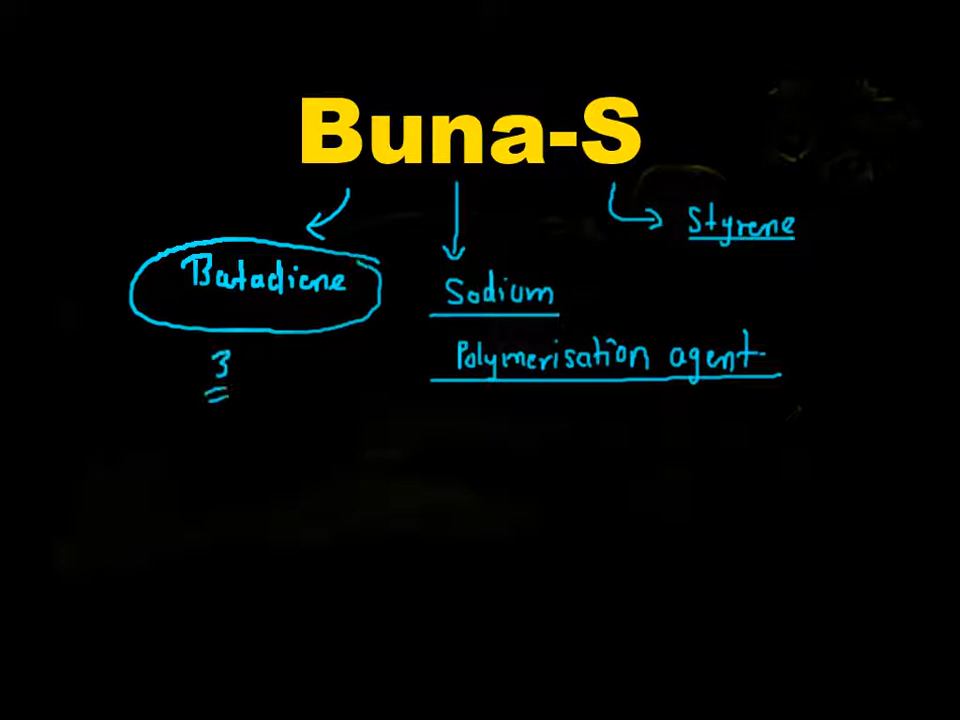 Buna-S
Styrene
Butadiene
Sodium
Polymerisation agent
3